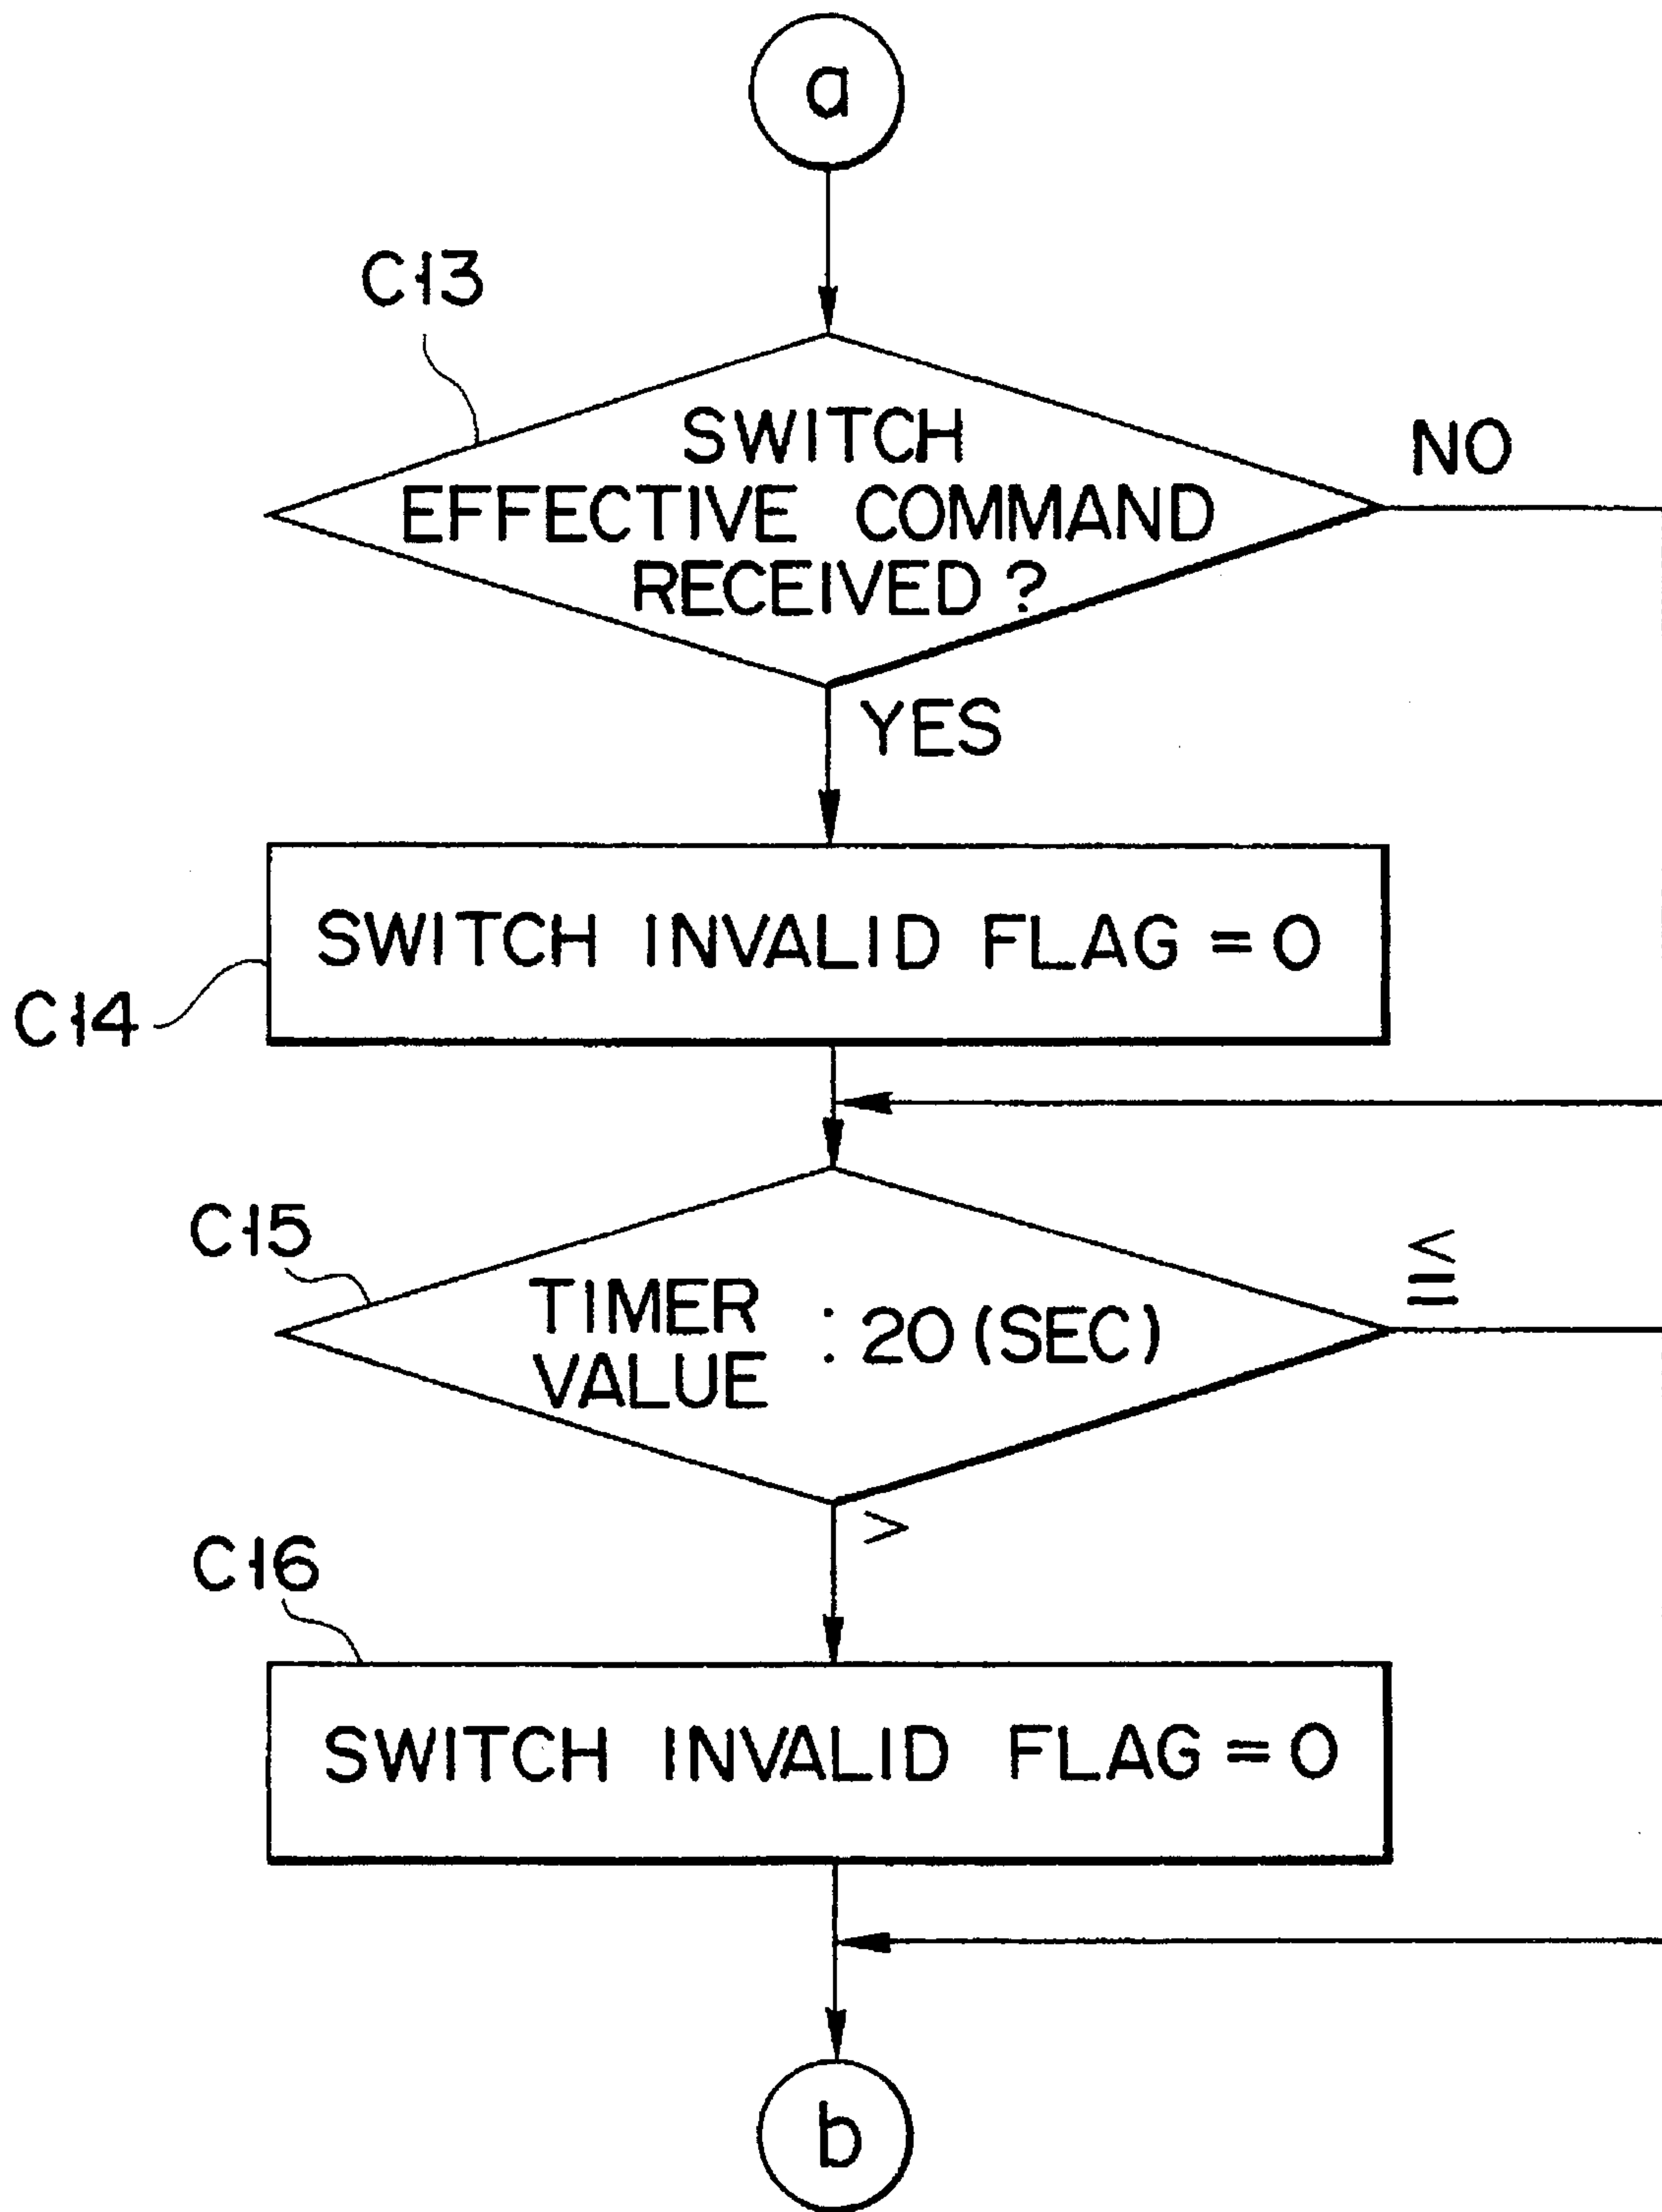 a
C13
SWITCH
EFFECTIVE COMMAND
RECEIVED ?
NO
YES
SWITCH INVALID FLAG = 0
C14
C15
TIMER
VALUE
: 20 (SEC)
≦
>
C16
SWITCH INVALID FLAG = 0
b